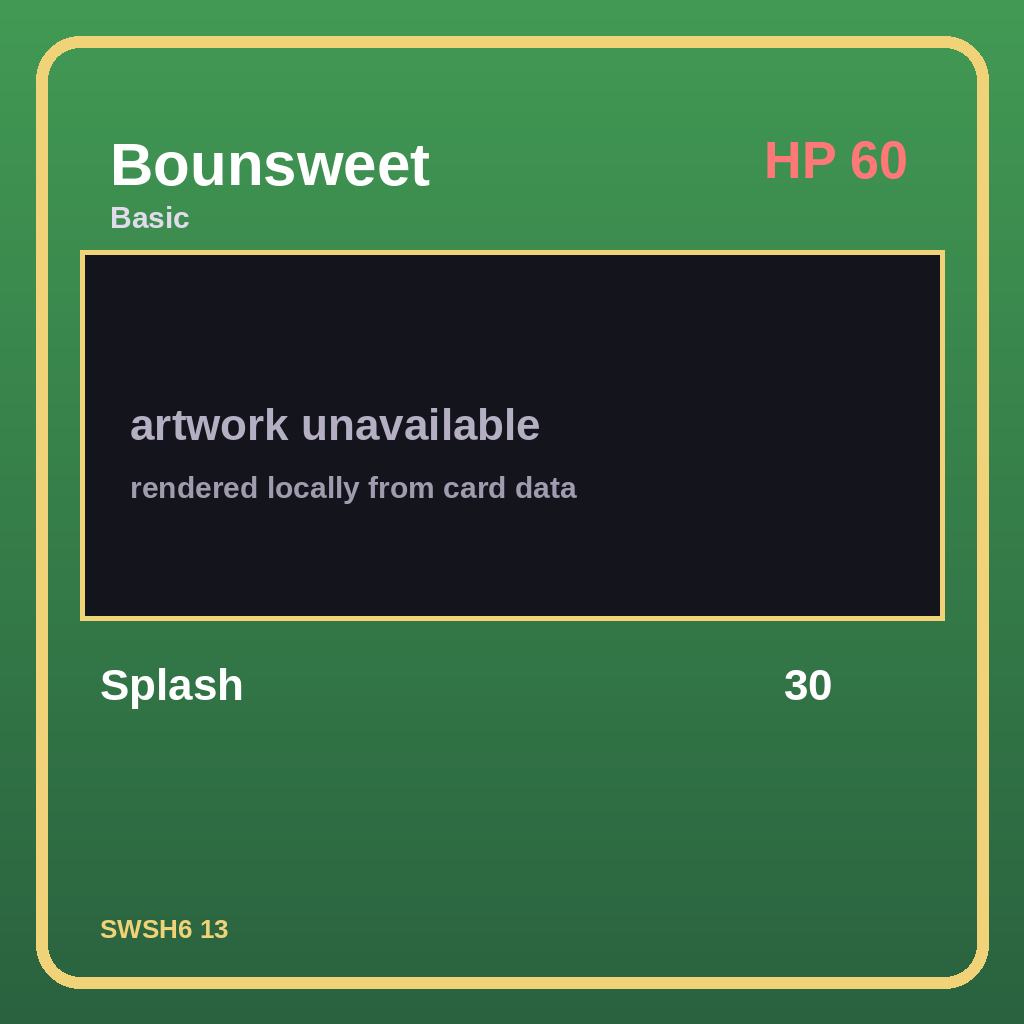 Bounsweet
HP 60
Basic
artwork unavailable
rendered locally from card data
Splash
30
SWSH6 13